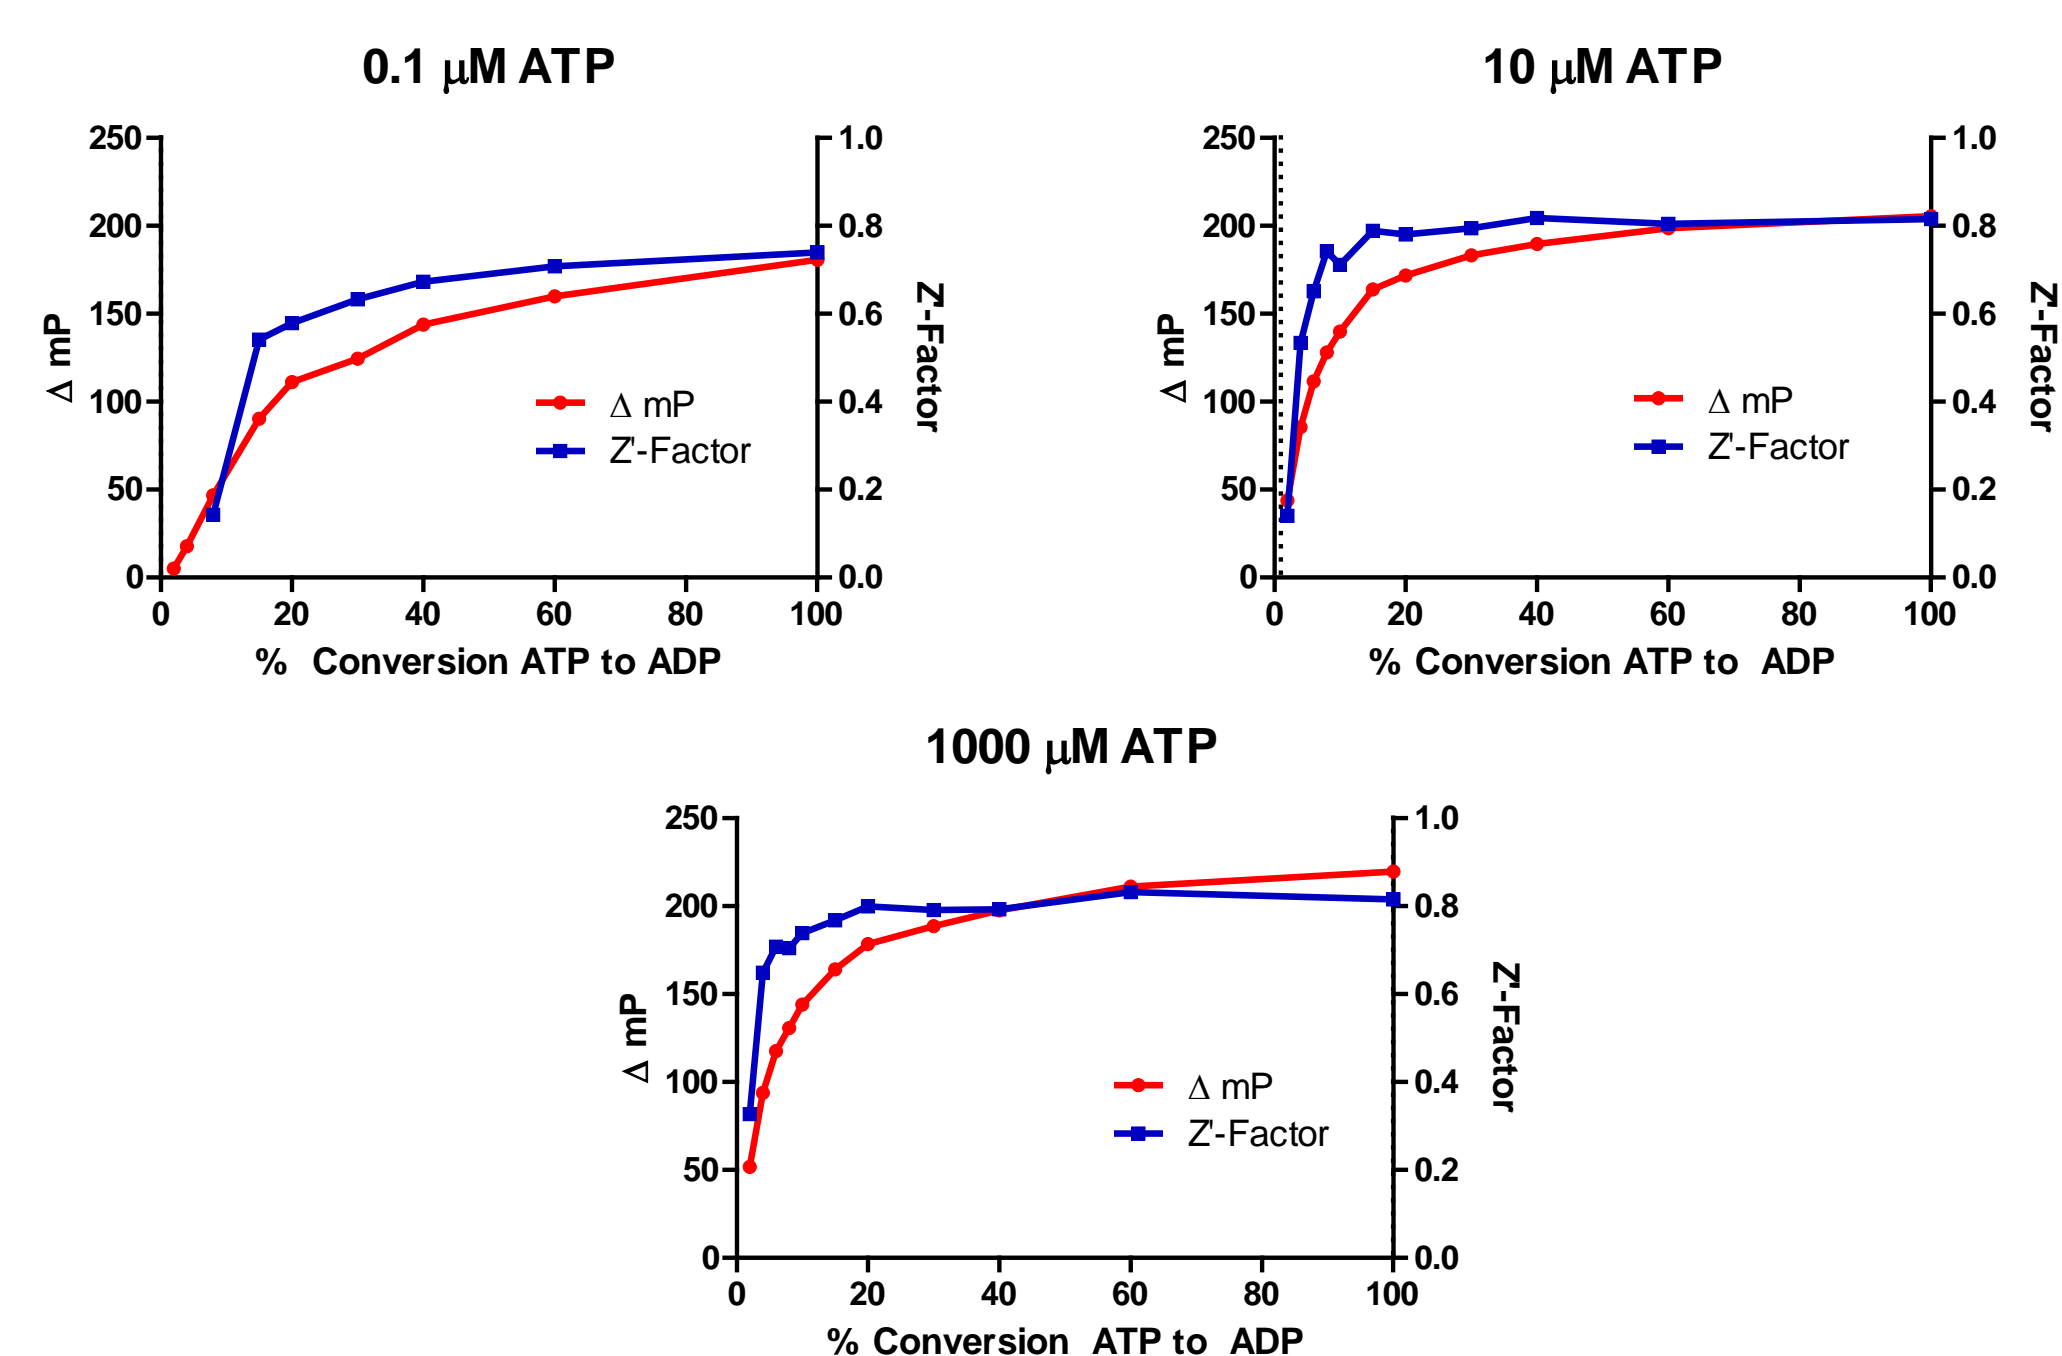 0.1 μM ATP
250
200
150
100
50
0
Δ mP
1.0
0.8
0.6
0.4
0.2
0.0
Z'-Factor
Δ mP
Z'-Factor
0 20 40 60 80 100
% Conversion ATP to ADP
10 μM ATP
250
200
150
100
50
0
Δ mP
1.0
0.8
0.6
0.4
0.2
0.0
Z'-Factor
Δ mP
Z'-Factor
0 20 40 60 80 100
% Conversion ATP to ADP
1000 μM ATP
250
200
150
100
50
0
Δ mP
1.0
0.8
0.6
0.4
0.2
0.0
Z'-Factor
Δ mP
Z'-Factor
0 20 40 60 80 100
% Conversion ATP to ADP